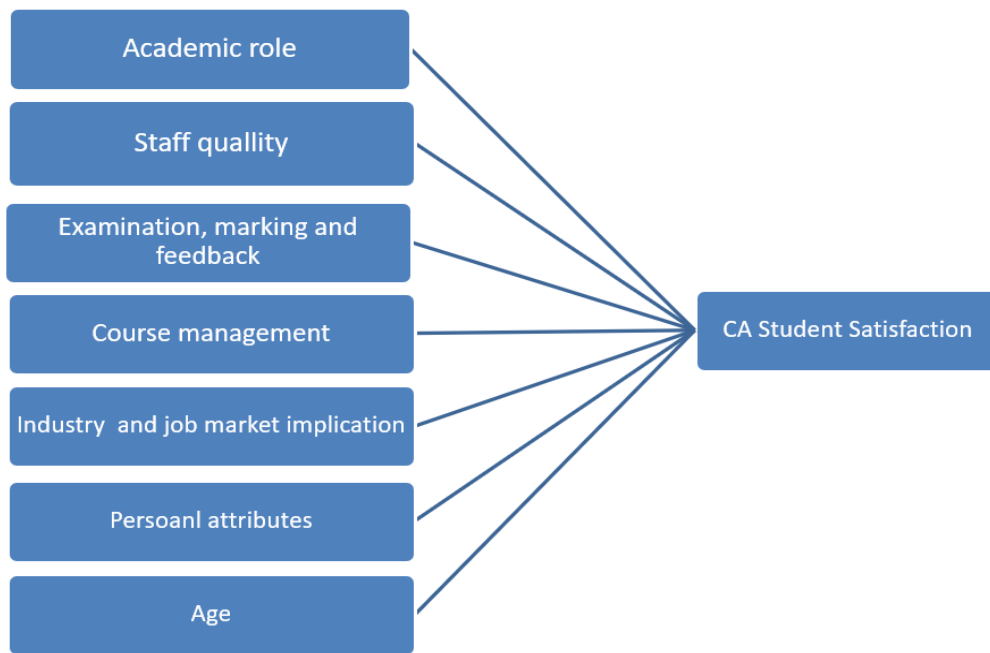 Academic role
Staff quallity
Examination, marking and
feedback
Course management
CA Student Satisfaction
Industry  and job market implication
Persoanl attributes
Age